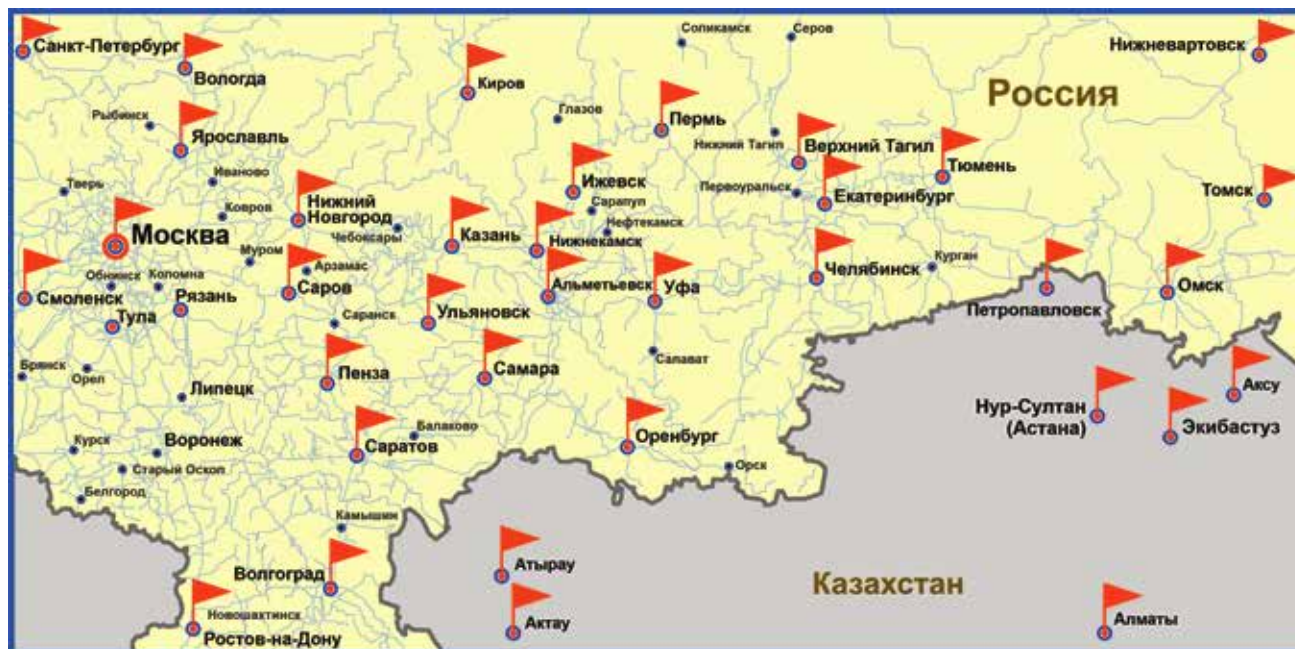 Санкт-Петербург
Вологда
Киров
Соликамск
Серов
Нижневартовск
Россия
Рыбинск
Ярославль
Глазов
Пермь
Нижний Тагил
Верхний Тагил
Тюмень
Тверь
Иваново
Ижевск
Первоуральск
Екатеринбург
Томск
Ковров
Нижний
Новгород
Сарапул
Нефтекамск
Москва
Чебоксары
Казань
Нижнекамск
Муром
Арзамас
Обнинск
Коломна
Челябинск
Курган
Смоленск
Рязань
Саров
Альметьевск
Уфа
Петропавловск
Омск
Тула
Саранск
Ульяновск
Салават
Брянск
Орел
Пенза
Самара
Липецк
Аксу
Нур-Султан
(Астана)
Экибастуз
Курск
Воронеж
Саратов
Балаково
Оренбург
Старый Оскол
Орск
Белгород
Камышин
Волгоград
Атырау
Казахстан
Новошахтинск
Ростов-на-Дону
Актау
Алматы